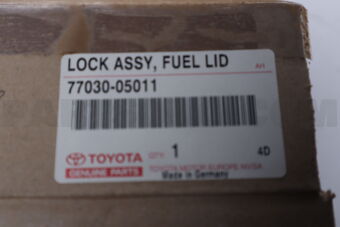 LOCK ASSY, FUEL LID
A/1
77030-05011
TOYOTA
GENUINE PARTS
QTY
1
4D
TOYOTA MOTOR EUROPE NV/SA
Made in Germany